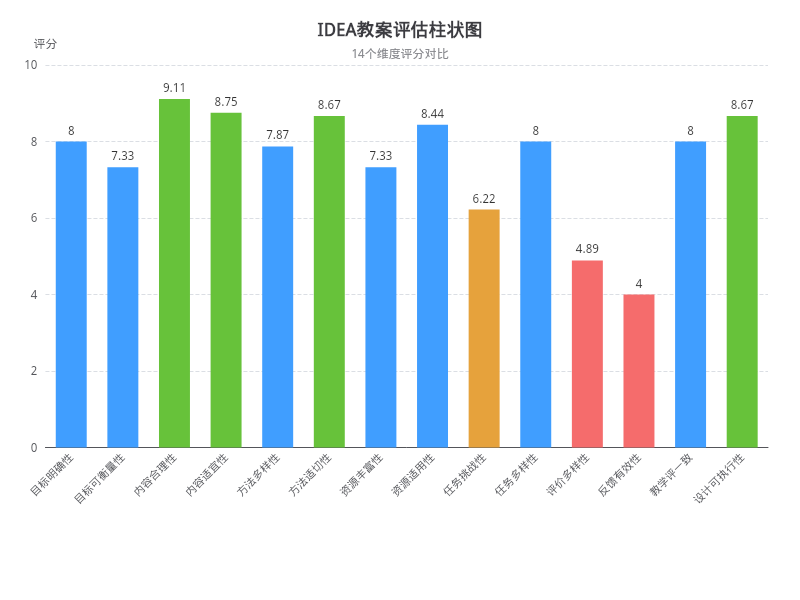 IDEA教案评估柱状图
14个维度评分对比
评分
10
8
6
4
2
0
8
7.33
9.11
8.75
7.87
8.67
7.33
8.44
6.22
8
4.89
4
8
8.67
目标明确性
目标可衡量性
内容合理性
内容适宜性
方法多样性
方法适切性
资源丰富性
资源适用性
任务挑战性
任务多样性
评价多样性
反馈有效性
教学评一致
设计可执行性